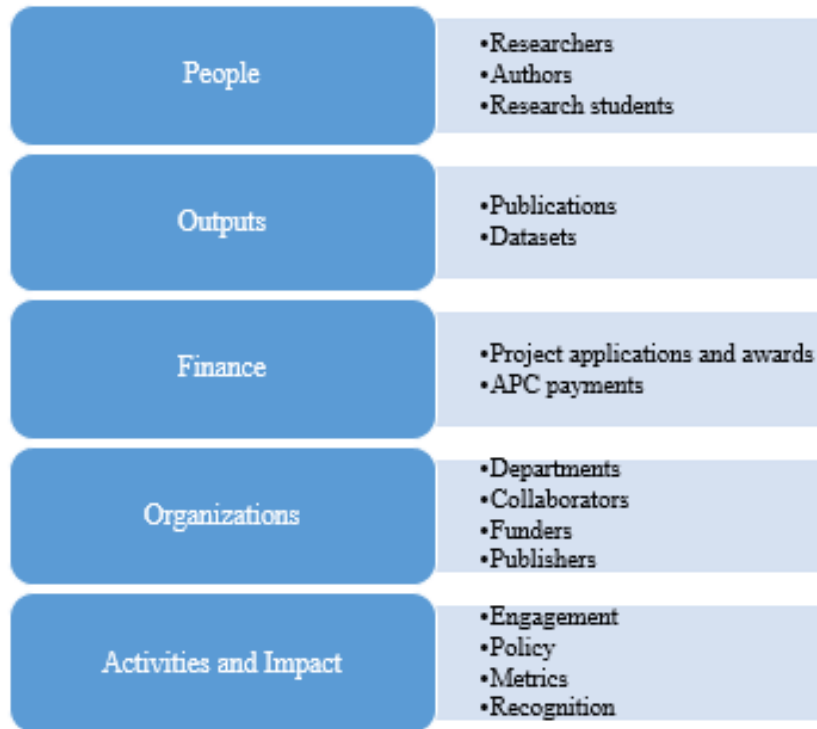 People
•Researchers
•Authors
•Research students
Outputs
•Publications
•Datasets
Finance
•Project applications and awards
•APC payments
Organizations
•Departments
•Collaborators
•Funders
•Publishers
Activities and Impact
•Engagement
•Policy
•Metrics
•Recognition